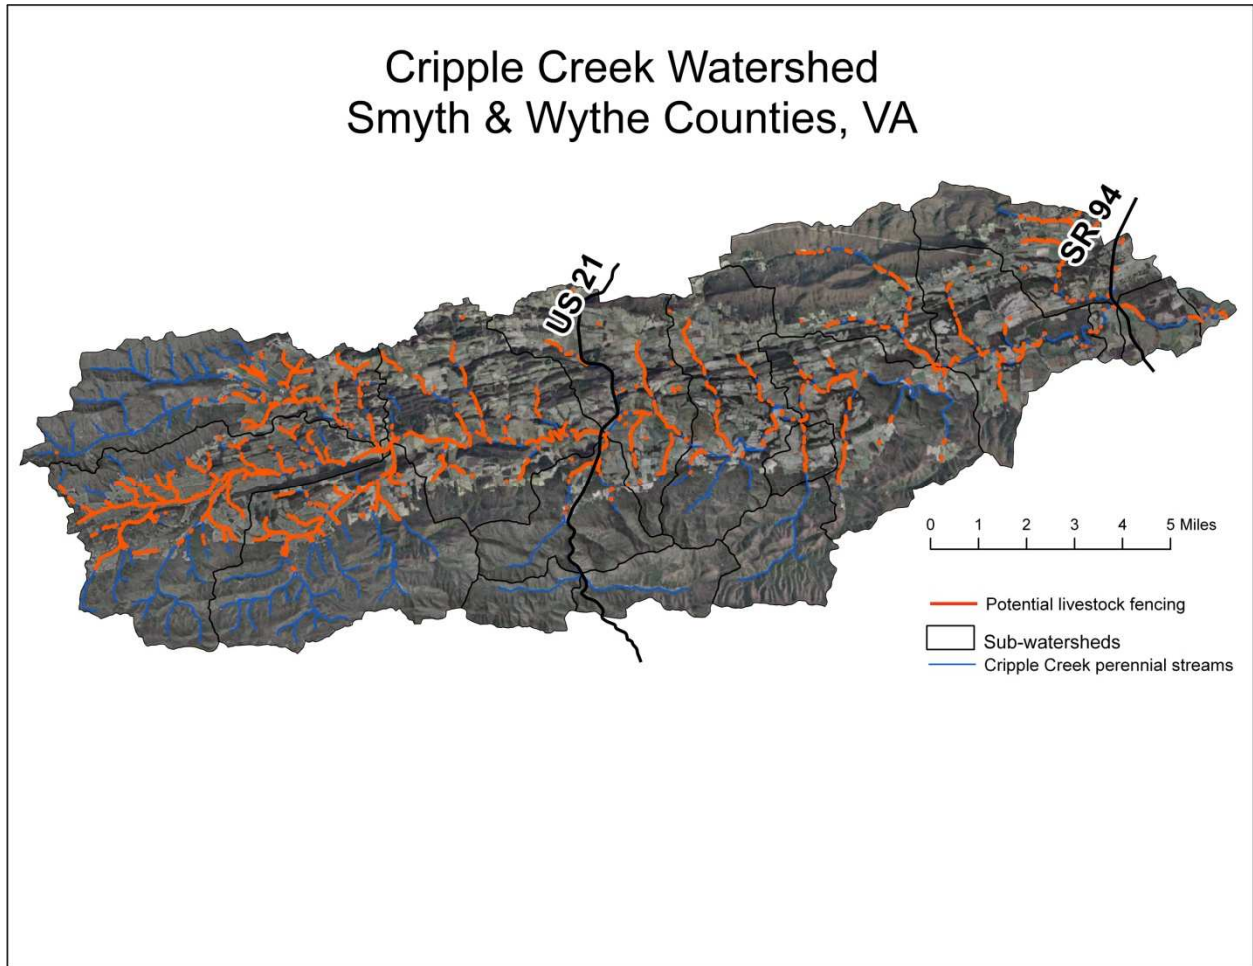 Cripple Creek Watershed
Smyth & Wythe Counties, VA
SR 94
US 21
0 1 2 3 4 5 Miles
Potential livestock fencing
Sub-watersheds
Cripple Creek perennial streams